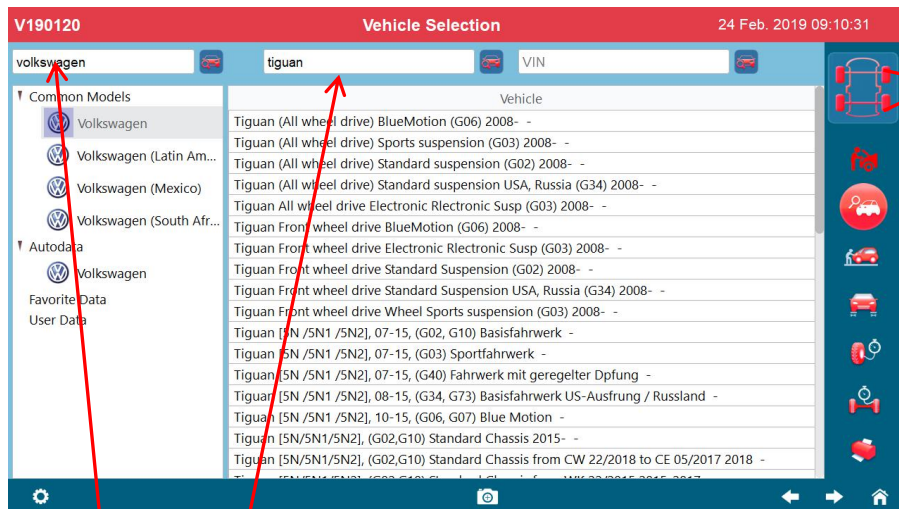 V190120
Vehicle Selection
24 Feb. 2019 09:10:31
volkswagen
tiguan
VIN
Common Models
Volkswagen
Volkswagen (Latin Am...
Volkswagen (Mexico)
Volkswagen (South Afr...
Autodata
Volkswagen
Favorite Data
User Data
Vehicle
Tiguan (All wheel drive) BlueMotion (G06) 2008- -
Tiguan (All wheel drive) Sports suspension (G03) 2008- -
Tiguan (All wheel drive) Standard suspension (G02) 2008- -
Tiguan (All wheel drive) Standard suspension USA, Russia (G34) 2008- -
Tiguan All wheel drive Electronic Rlectronic Susp (G03) 2008- -
Tiguan Front wheel drive BlueMotion (G06) 2008- -
Tiguan Front wheel drive Electronic Rlectronic Susp (G03) 2008- -
Tiguan Front wheel drive Standard Suspension (G02) 2008- -
Tiguan Front wheel drive Standard Suspension USA, Russia (G34) 2008- -
Tiguan Front wheel drive Wheel Sports suspension (G03) 2008- -
Tiguan [5N /5N1 /5N2], 07-15, (G02, G10) Basisfahrwerk -
Tiguan [5N /5N1 /5N2], 07-15, (G03) Sportfahrwerk -
Tiguan [5N /5N1 /5N2], 07-15, (G40) Fahrwerk mit geregelter Dpfung -
Tiguan [5N /5N1 /5N2], 08-15, (G34, G73) Basisfahrwerk US-Ausfrung / Russland -
Tiguan [5N /5N1 /5N2], 10-15, (G06, G07) Blue Motion -
Tiguan [5N/5N1/5N2], (G02,G10) Standard Chassis 2015- -
Tiguan [5N/5N1/5N2], (G02,G10) Standard Chassis from CW 22/2018 to CE 05/2017 2018 -